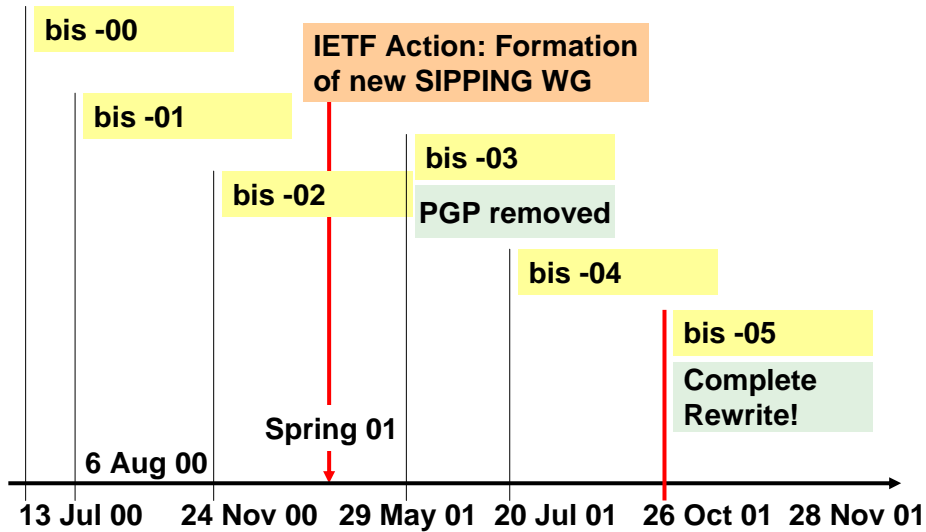 bis -00
IETF Action: Formation
of new SIPPING WG
bis -01
bis -03
bis -02
PGP removed
bis -04
bis -05
Complete
Rewrite!
Spring 01
6 Aug 00
13 Jul 00 24 Nov 00 29 May 01 20 Jul 01 26 Oct 01 28 Nov 01